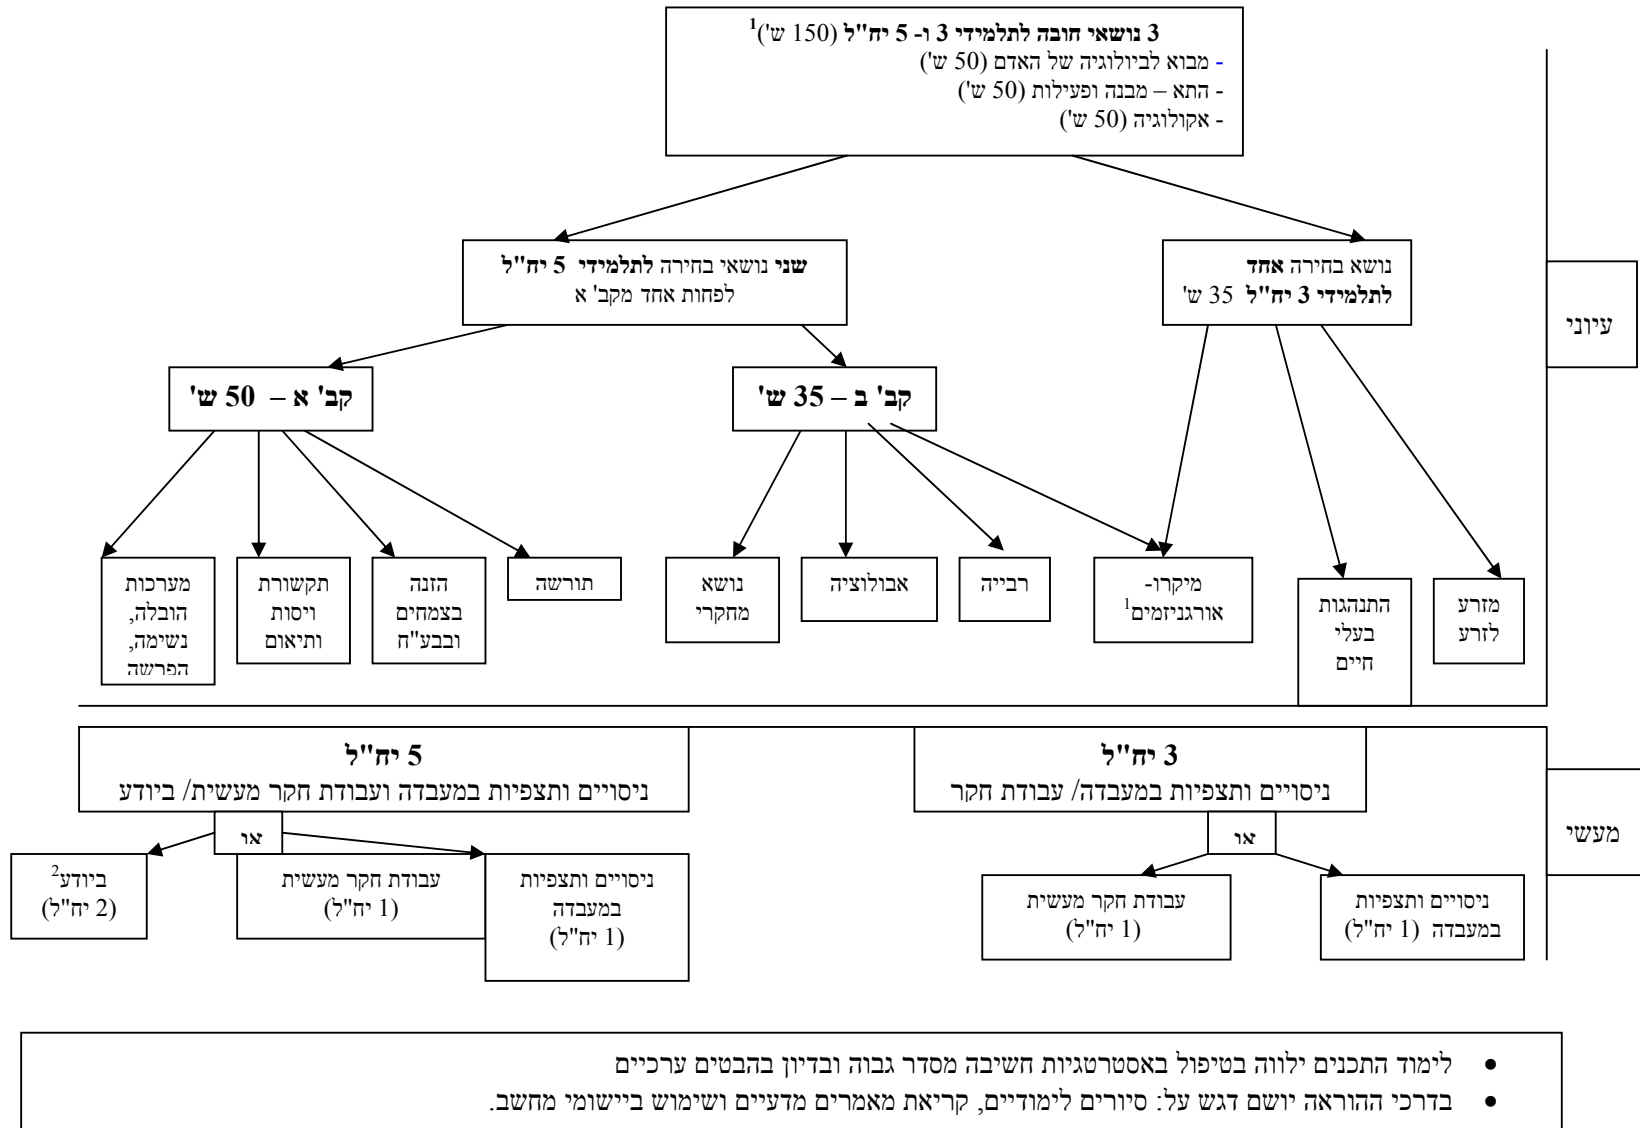 3 נושאי חובה לתלמידי 3 ו- 5 יח"ל (150 ש')1
- מבוא לביולוגיה של האדם (50 ש')
- התא – מבנה ופעילות (50 ש')
- אקולוגיה (50 ש')
עיוני
נושא בחירה אחד
לתלמידי 3 יח"ל 35 ש'
שני נושאי בחירה לתלמידי 5 יח"ל
לפחות אחד מקב' א
קב' ב – 35 ש'
קב' א – 50 ש'
מזרע
לזרע
התנהגות
בעלי
חיים
מיקרו-
אורגניזמים1
רבייה
אבולוציה
נושא
מחקרי
תורשה
הזנה
בצמחים
ובבע"ח
תקשורת
ויסות
ותיאום
מערכות
הובלה,
נשימה,
הפרשה
מעשי
3 יח"ל
ניסויים ותצפיות במעבדה/ עבודת חקר
או
ניסויים ותצפיות
במעבדה (1 יח"ל)
עבודת חקר מעשית
(1 יח"ל)
5 יח"ל
ניסויים ותצפיות במעבדה ועבודת חקר מעשית/ ביודע
או
ניסויים ותצפיות
במעבדה
(1 יח"ל)
עבודת חקר מעשית
(1 יח"ל)
ביודע2
(2 יח"ל)
• לימוד התכנים ילווה בטיפול באסטרטגיות חשיבה מסדר גבוה ובדיון בהבטים ערכיים
• בדרכי ההוראה יושם דגש על: סיורים לימודיים, קריאת מאמרים מדעיים ושימוש ביישומי מחשב.